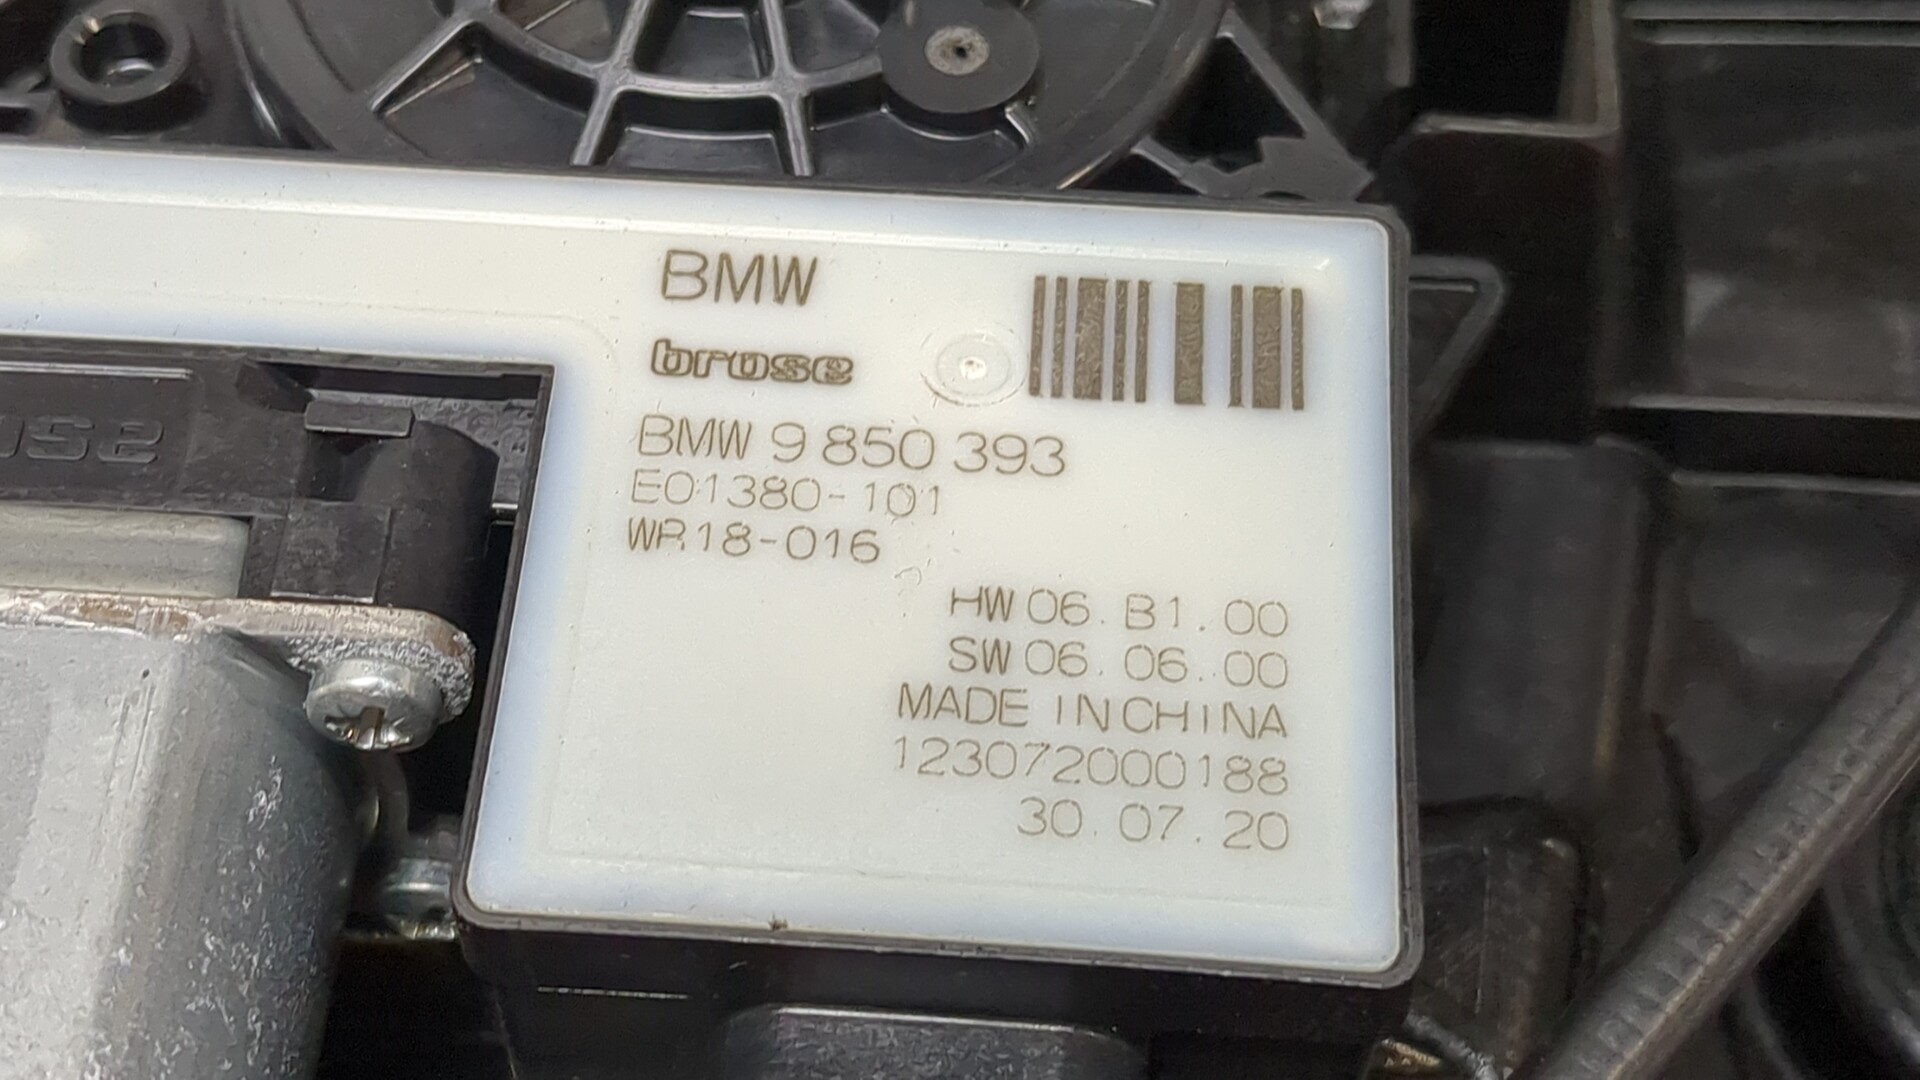 BMW
brose
BMW 9 850 393
E01380-101
WR18-016
HW 06. B1. 00
SW 06. 06. 00
MADE IN CHINA
123072000188
30. 07. 20